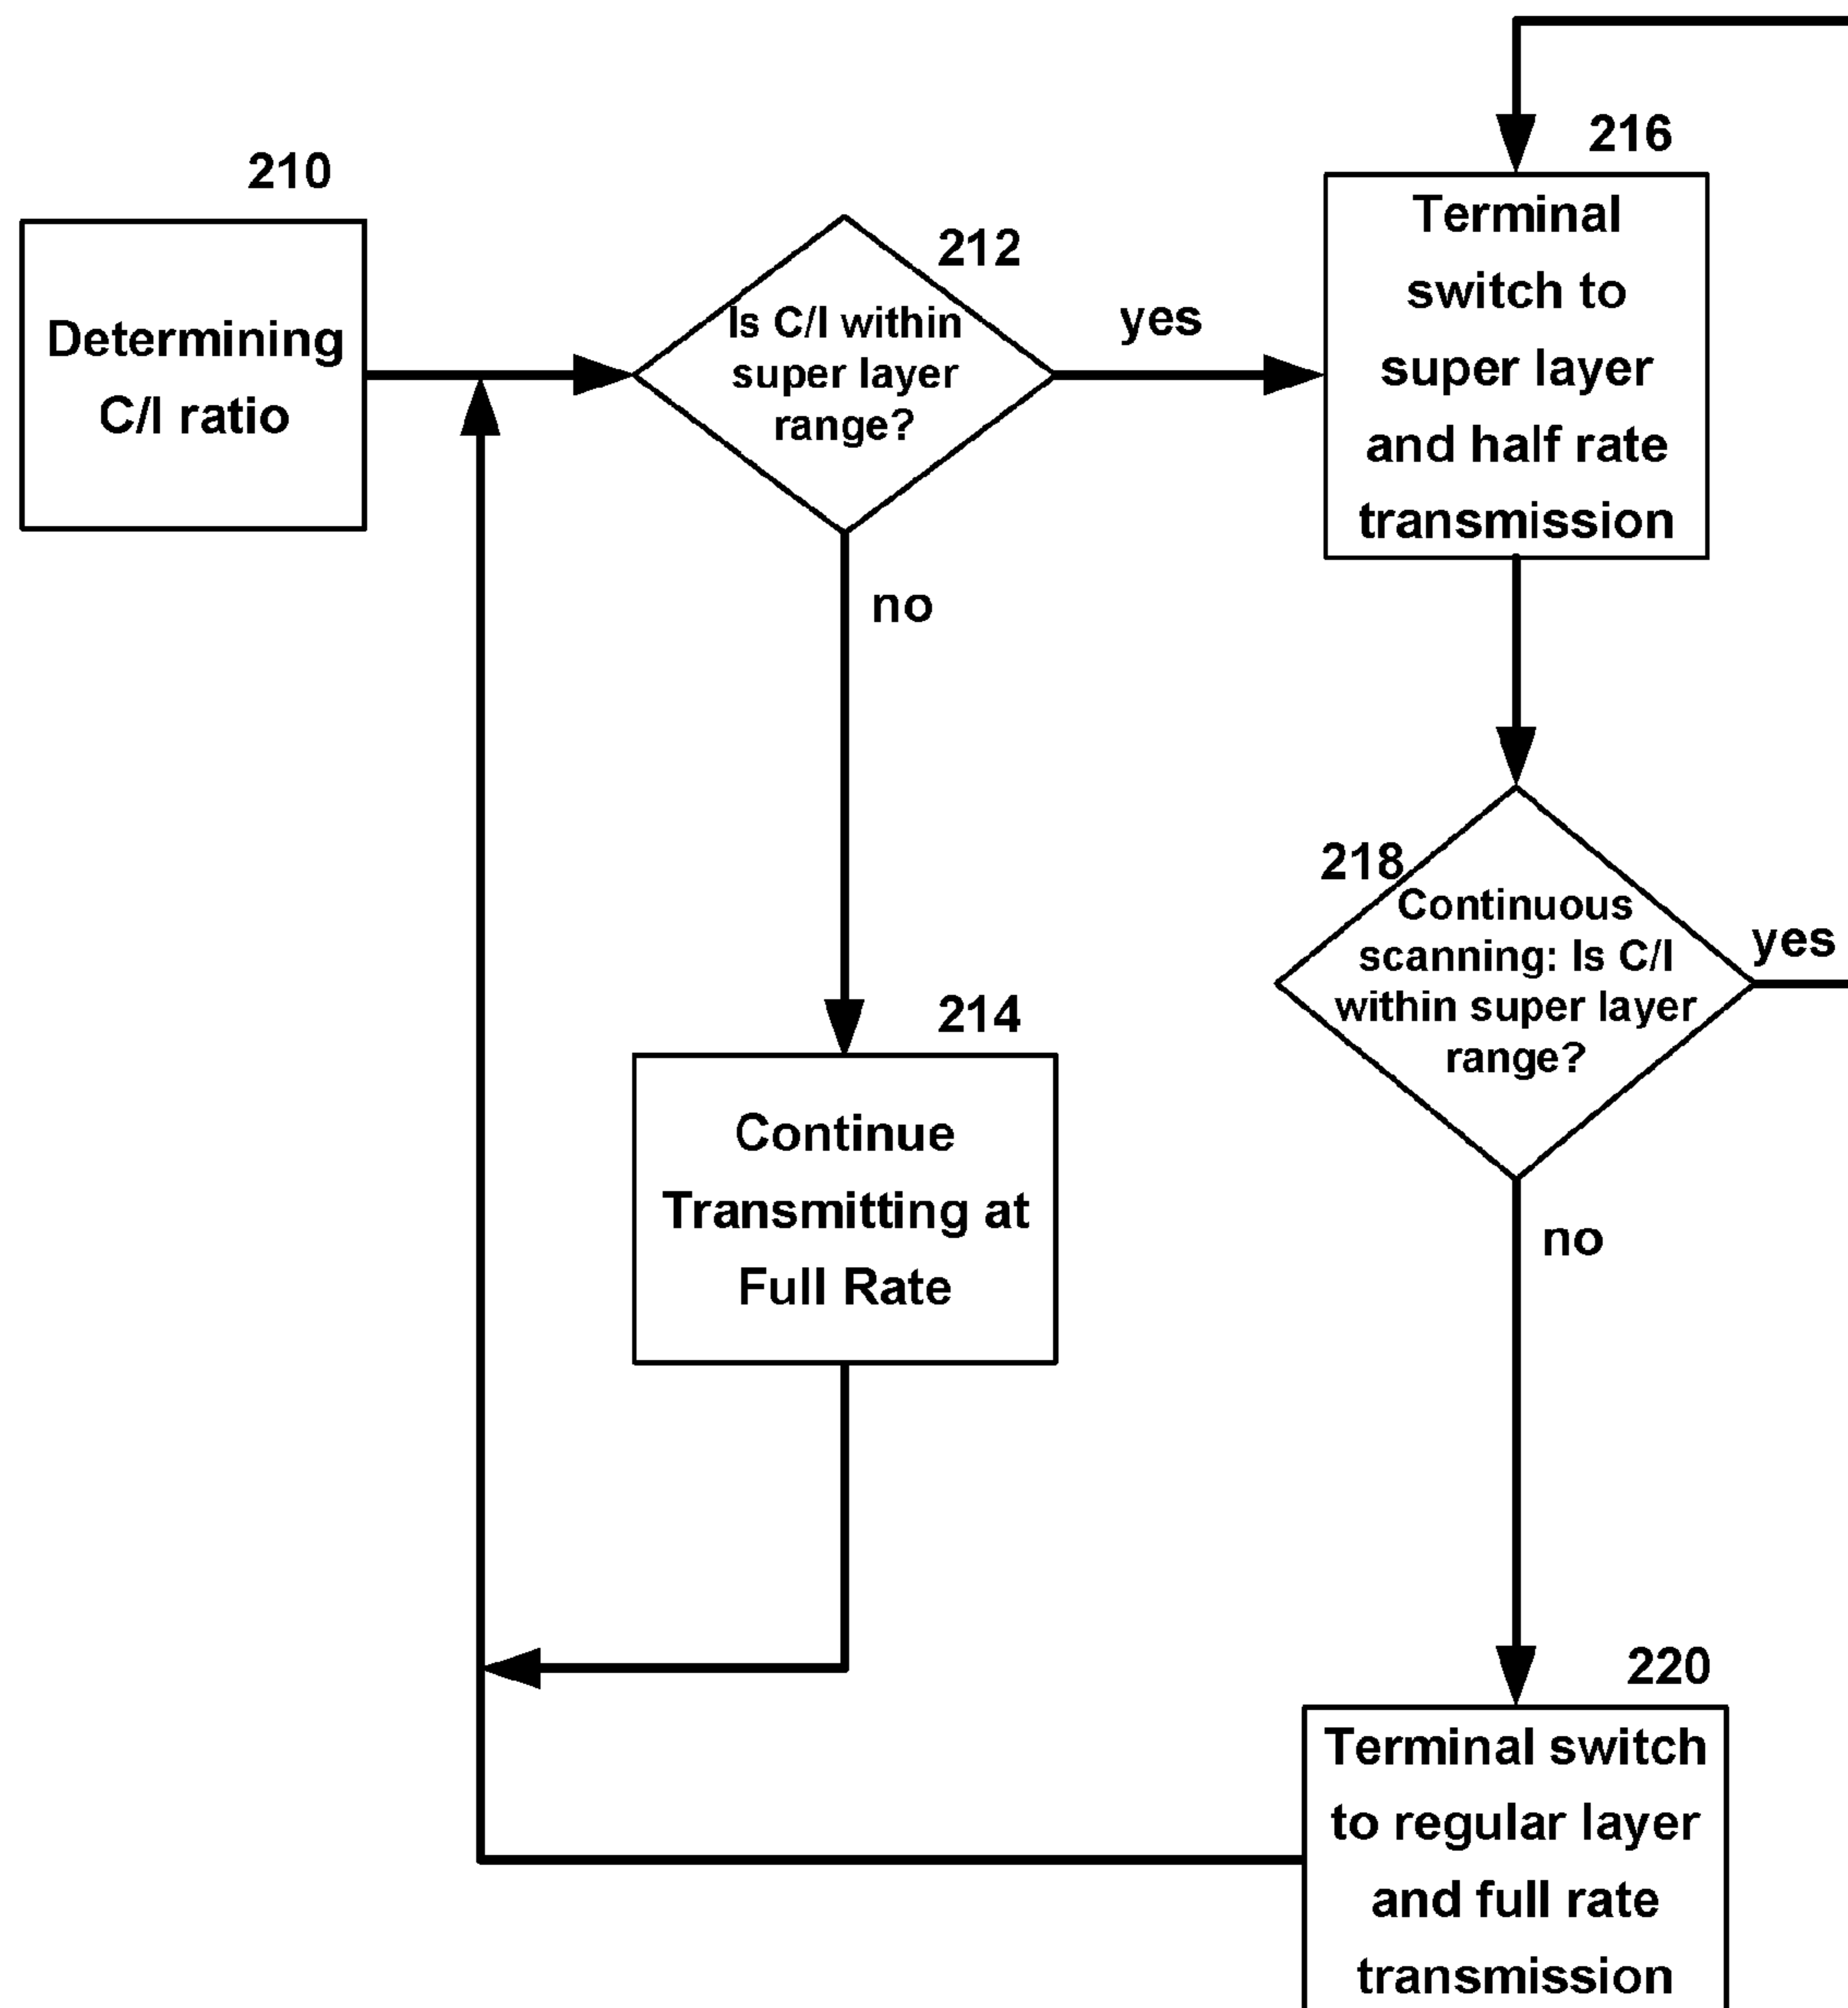 210
Determining
C/I ratio
212
Is C/I within
super layer
range?
yes
no
214
Continue
Transmitting at
Full Rate
216
Terminal
switch to
super layer
and half rate
transmission
218
Continuous
scanning: Is C/I
within super layer
range?
yes
no
220
Terminal switch
to regular layer
and full rate
transmission